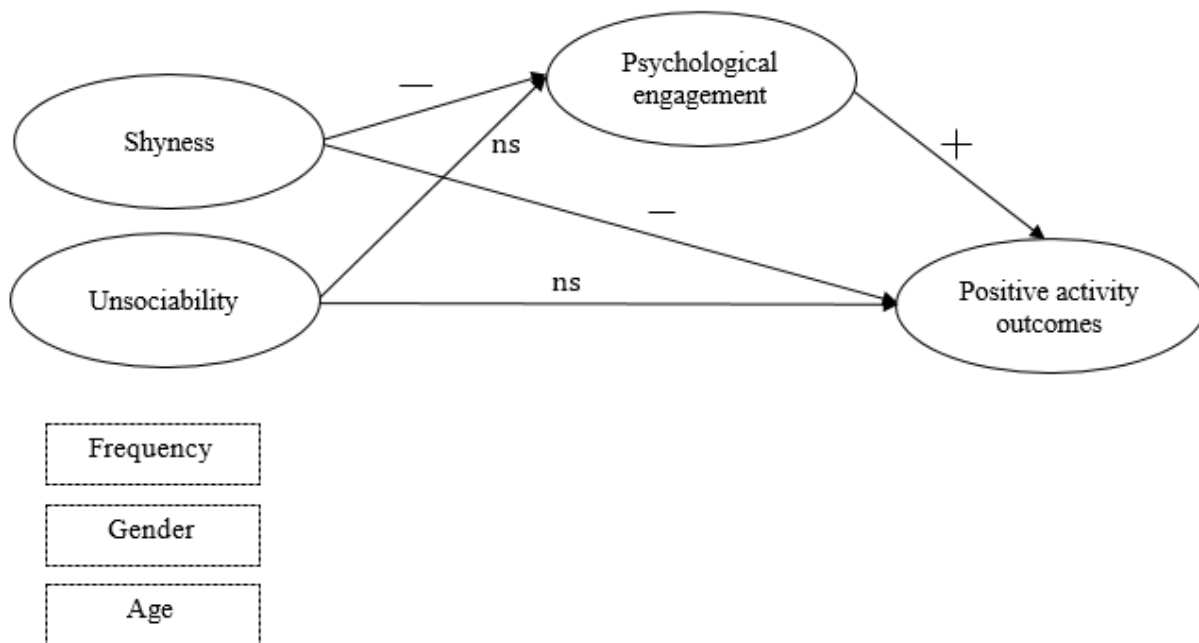 Psychological
engagement
—
Shyness
ns
+
—
Unsociability
ns
Positive activity
outcomes
Frequency
Gender
Age